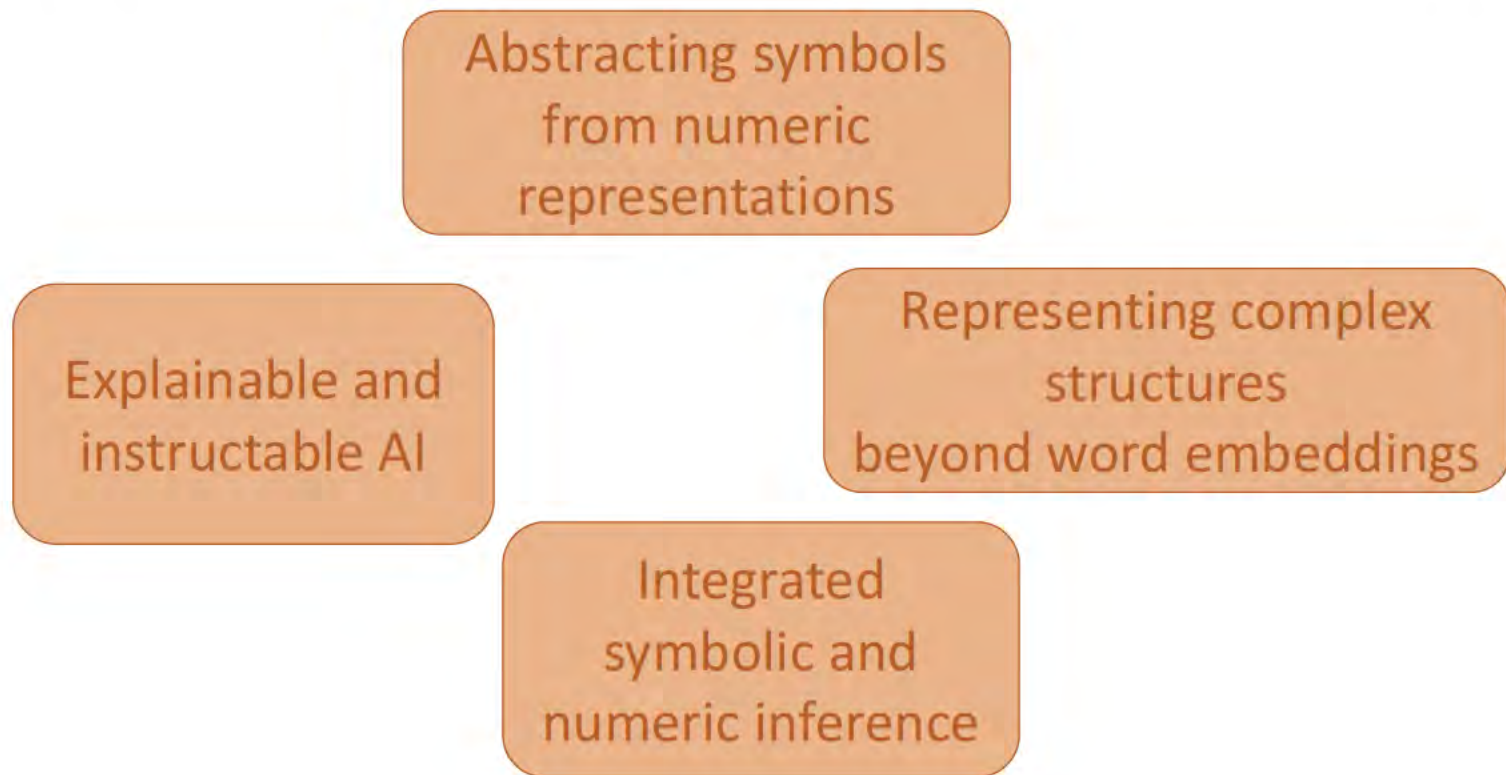 Abstracting symbols
from numeric
representations
Explainable and
instructable AI
Representing complex
structures
beyond word embeddings
Integrated
symbolic and
numeric inference